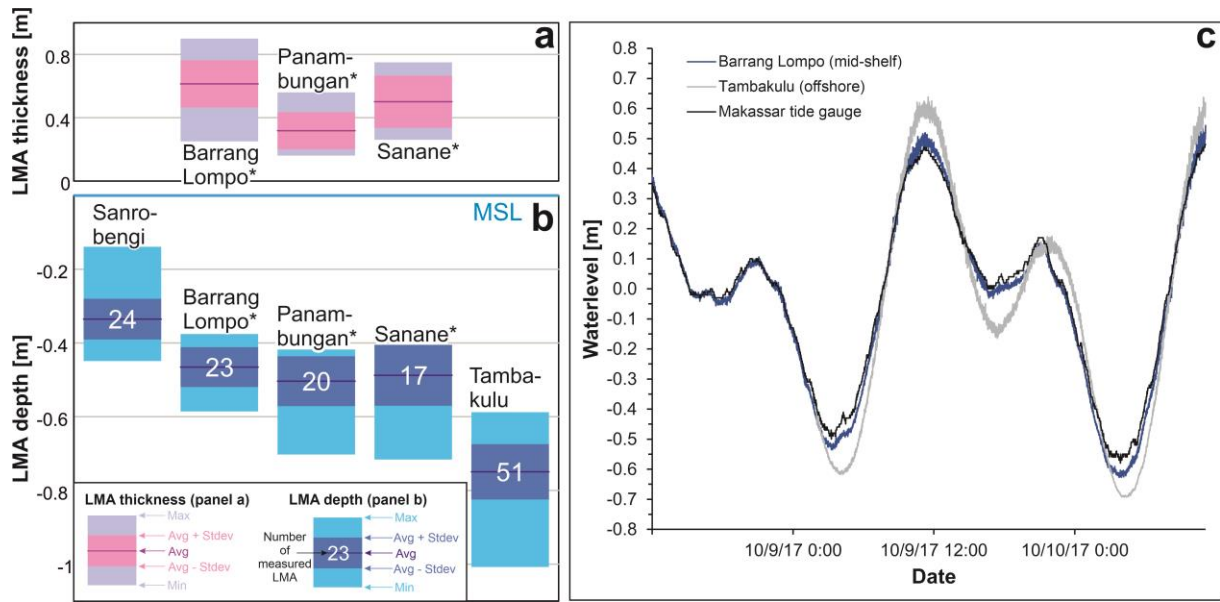 a
LMA thickness [m]
0.8
0.4
0
Barrang
Lompo*
Panam-
bungan*
Sanane*
b
MSL
LMA depth [m]
-0.2
-0.4
-0.6
-0.8
-1
Sanro-
bengi
24
Barrang
Lompo*
23
Panam-
bungan*
20
Sanane*
17
Tamba-
kulu
51
LMA thickness (panel a)
Max
Avg + Stdev
Avg
Avg - Stdev
Min
LMA depth (panel b)
Number
of
measured
LMA
23
Max
Avg + Stdev
Avg
Avg - Stdev
Min
c
Barrang Lompo (mid-shelf)
Tambakulu (offshore)
Makassar tide gauge
Waterlevel [m]
0.8
0.7
0.6
0.5
0.4
0.3
0.2
0.1
0.0
-0.1
-0.2
-0.3
-0.4
-0.5
-0.6
-0.7
-0.8
10/9/17 0:00
10/9/17 12:00
10/10/17 0:00
Date